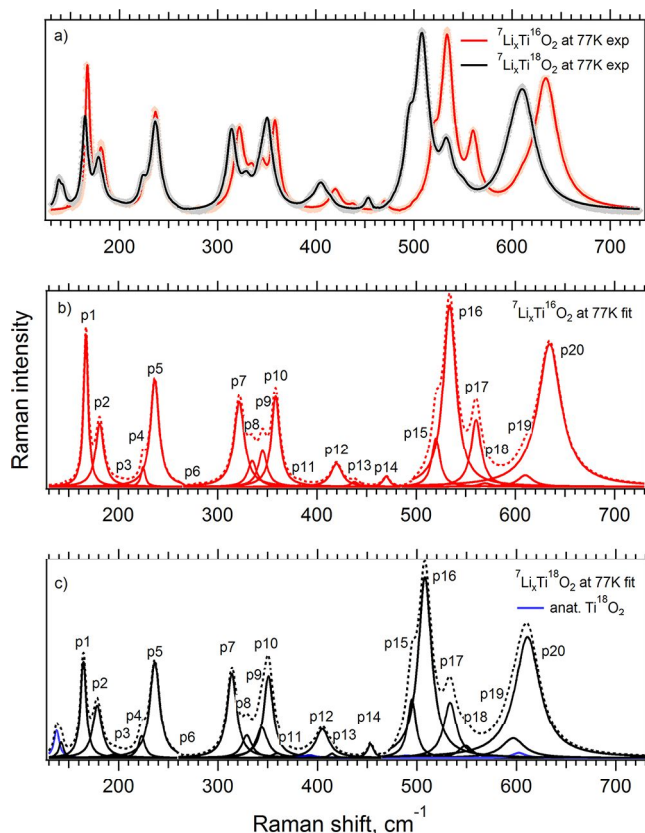 a)
⁷LiₓTi¹⁶O₂ at 77K exp
⁷LiₓTi¹⁸O₂ at 77K exp
200 300 400 500 600 700
b)
⁷LiₓTi¹⁶O₂ at 77K fit
p1 p2 p3 p4 p5 p6 p7 p8 p9 p10 p11 p12 p13 p14 p15 p16 p17 p18 p19 p20
200 300 400 500 600 700
c)
⁷LiₓTi¹⁸O₂ at 77K fit
anat. Ti¹⁸O₂
p1 p2 p3 p4 p5 p6 p7 p8 p9 p10 p11 p12 p13 p14 p15 p16 p17 p18 p19 p20
200 300 400 500 600 700
Raman intensity
Raman shift, cm⁻¹